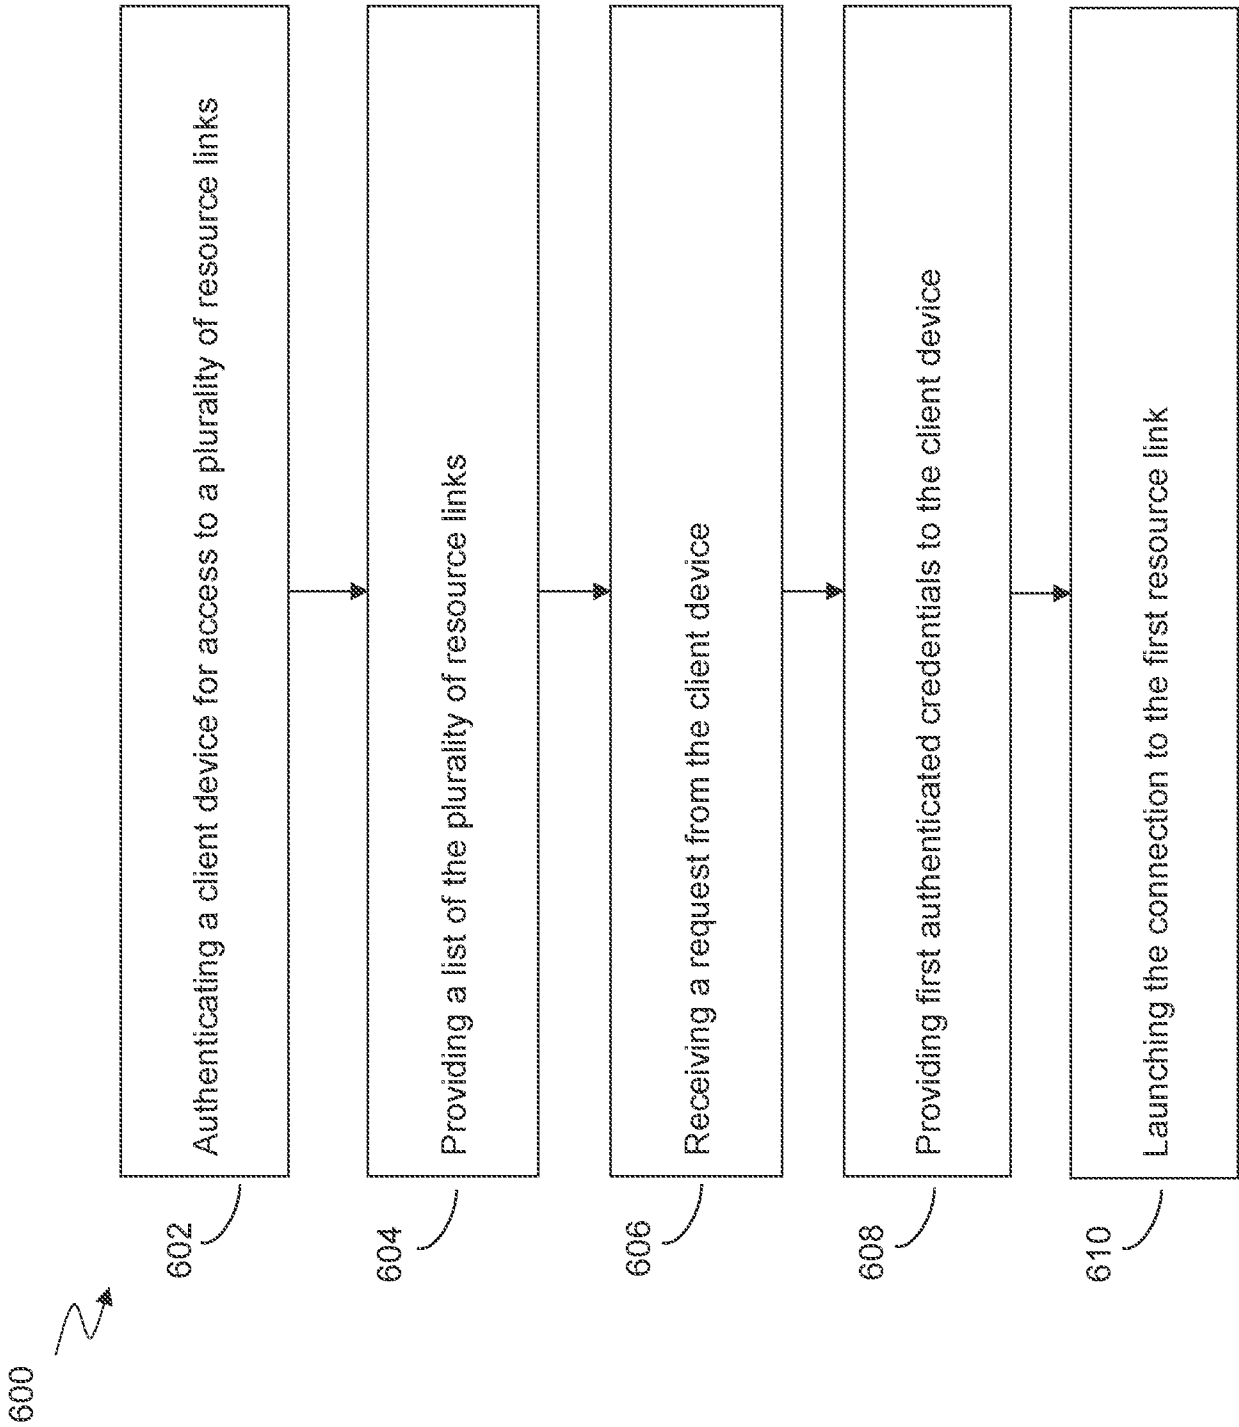 600
602
Authenticating a client device for access to a plurality of resource links
604
Providing a list of the plurality of resource links
606
Receiving a request from the client device
608
Providing first authenticated credentials to the client device
610
Launching the connection to the first resource link